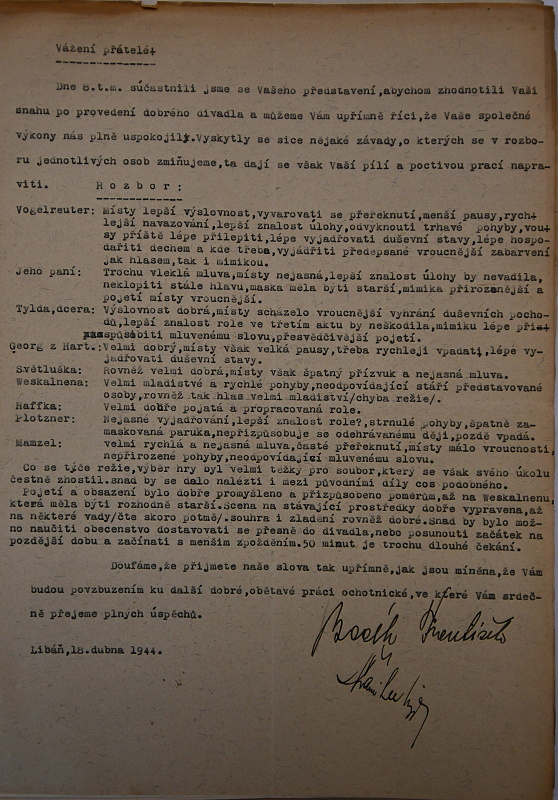 Vážení přátelé+
Dne 8.t.m. súčastnili jsme se Vašeho představení,abychom zhodnotili Vaši
snahu po provedení dobrého divadla a můžeme Vám upřímně říci,že Vaše společné
výkony nás plně uspokojily.Vyskytly se sice nějaké závady,o kterých se v rozbo-
ru jednotlivých osob zmiňujeme,ta dají se však Vaší pílí a poctivou prací napra-
viti. Rozbor:
Vogelreuter: Místy lepší výslovnost,vyvarovati se přeřeknutí,menší pausy,rych+
lejší navazování,lepší znalost úlohy,odvyknouti trhavé pohyby,vou+
sy příště lépe přilepiti,lépe vyjadřovati duševní stavy,lépe hospo-
dařiti dechem a kde třeba,vyjádřiti předepsané vroucnější zabarvení
jak hlasem,tak i mimikou.
Jeho paní: Trochu vleklá mluva,místy nejasná,lepší znalost úlohy by nevadila,
neklopiti stále hlavu,maska měla býti starší,mimika přirozenější a
pojetí místy vroucnější.
Tylda,dcera: Výslovnost dobrá,místy scházelo vroucnější vyhrání duševních pocho-
dů,lepší znalost role ve třetím aktu by neškodila,mimiku lépe při
způsobiti mluvenému slovu,přesvědčivější pojetí.
Georg z Hart.:Velmi dobrý,místy však velká pausy,třeba rychleji vpadati,lépe vy-
jadřovati duševní stavy.
Světluška: Rovněž velmi dobrá,místy však špatný přízvuk a nejasná mluva.
Weskalnena: Velmi mladistvé a rychlé pohyby,neodpovídající stáří představované
osoby,rovněž tak hlas velmi mladistvý/chyba režie/.
Haffka: Velmi dobře pojatá a propracovaná role.
Plotzner: Nejasné vyjadřování,lepší znalost role?,strnulé pohyby,špatně za-
maskovaná paruka,nepřizpůsobuje se odehrávanému ději,pozdě vpadá.
Mamzel: Velmi rychlá a nejasná mluva,časté přeřeknutí,místy málo vroucnosti,
nepřirozené pohyby,neodpovídající mluvenému slovu.
Co se týče režie,výběr hry byl velmi těžký pro soubor,který se však svého úkolu
čestně zhostil.snad by se dalo nalézti i mezi původními díly cos podobného.
Pojetí a obsazení bylo dobře promyšleno a přizpůsobeno poměrům,až na Weskalnenu,
která měla býti rozhodně starší.Scena na stávající prostředky dobře vypravena,až
na některé vady/čte skoro potmě/.souhra i zladení rovněž dobré.Snad by bylo mož-
no naučiti obecenstvo dostavovati se přesně do divadla,nebo posunouti začátek na
pozdější dobu a začínati s menším zpožděním.50 minut je trochu dlouhé čekání.
Doufáme,že přijmete naše slova tak upřímně,jak jsou míněna,že Vám
budou povzbuzením ku další dobré,obětavé práci ochotnické,ve které Vám srdeč-
ně přejeme plných úspěchů.
Libáň,18.dubna 1944.